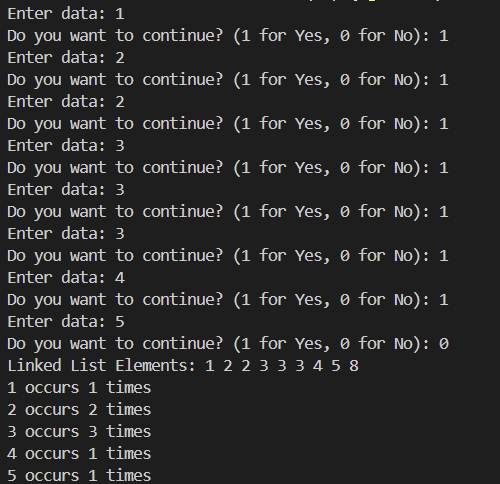 Enter data: 1
Do you want to continue? (1 for Yes, 0 for No): 1
Enter data: 2
Do you want to continue? (1 for Yes, 0 for No): 1
Enter data: 2
Do you want to continue? (1 for Yes, 0 for No): 1
Enter data: 3
Do you want to continue? (1 for Yes, 0 for No): 1
Enter data: 3
Do you want to continue? (1 for Yes, 0 for No): 1
Enter data: 3
Do you want to continue? (1 for Yes, 0 for No): 1
Enter data: 4
Do you want to continue? (1 for Yes, 0 for No): 1
Enter data: 5
Do you want to continue? (1 for Yes, 0 for No): 0
Linked List Elements: 1 2 2 3 3 3 4 5 8
1 occurs 1 times
2 occurs 2 times
3 occurs 3 times
4 occurs 1 times
5 occurs 1 times